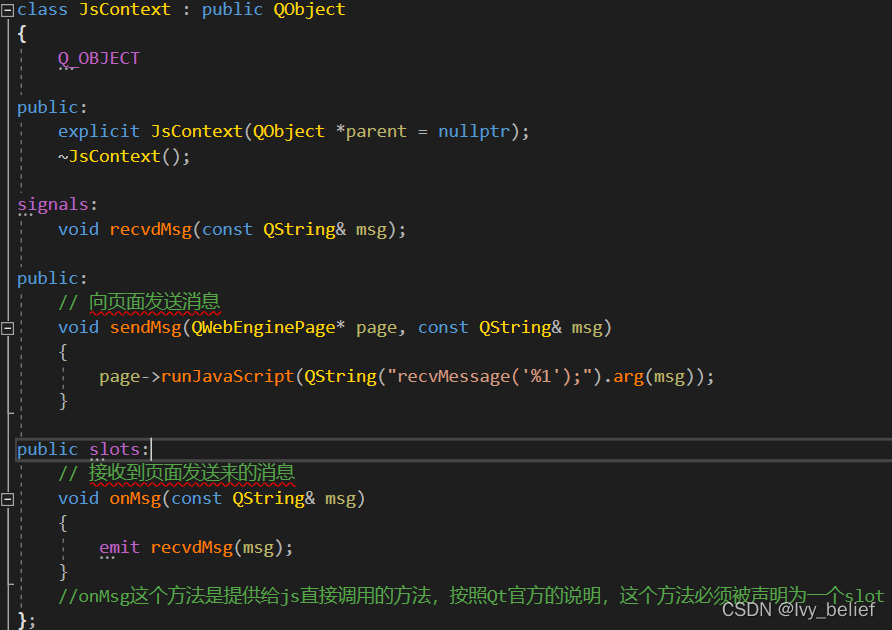 class JsContext : public QObject
{
    Q_OBJECT

public:
    explicit JsContext(QObject *parent = nullptr);
    ~JsContext();

signals:
    void recvdMsg(const QString& msg);

public:
    // 向页面发送消息
    void sendMsg(QWebEnginePage* page, const QString& msg)
    {
        page->runJavaScript(QString("recvMessage('%1');").arg(msg));
    }

public slots:
    // 接收到页面发送来的消息
    void onMsg(const QString& msg)
    {
        emit recvdMsg(msg);
    }
    //onMsg这个方法是提供给js直接调用的方法，按照Qt官方的说明，这个方法必须被声明为一个slot
};
CSDN @Ivy_belief